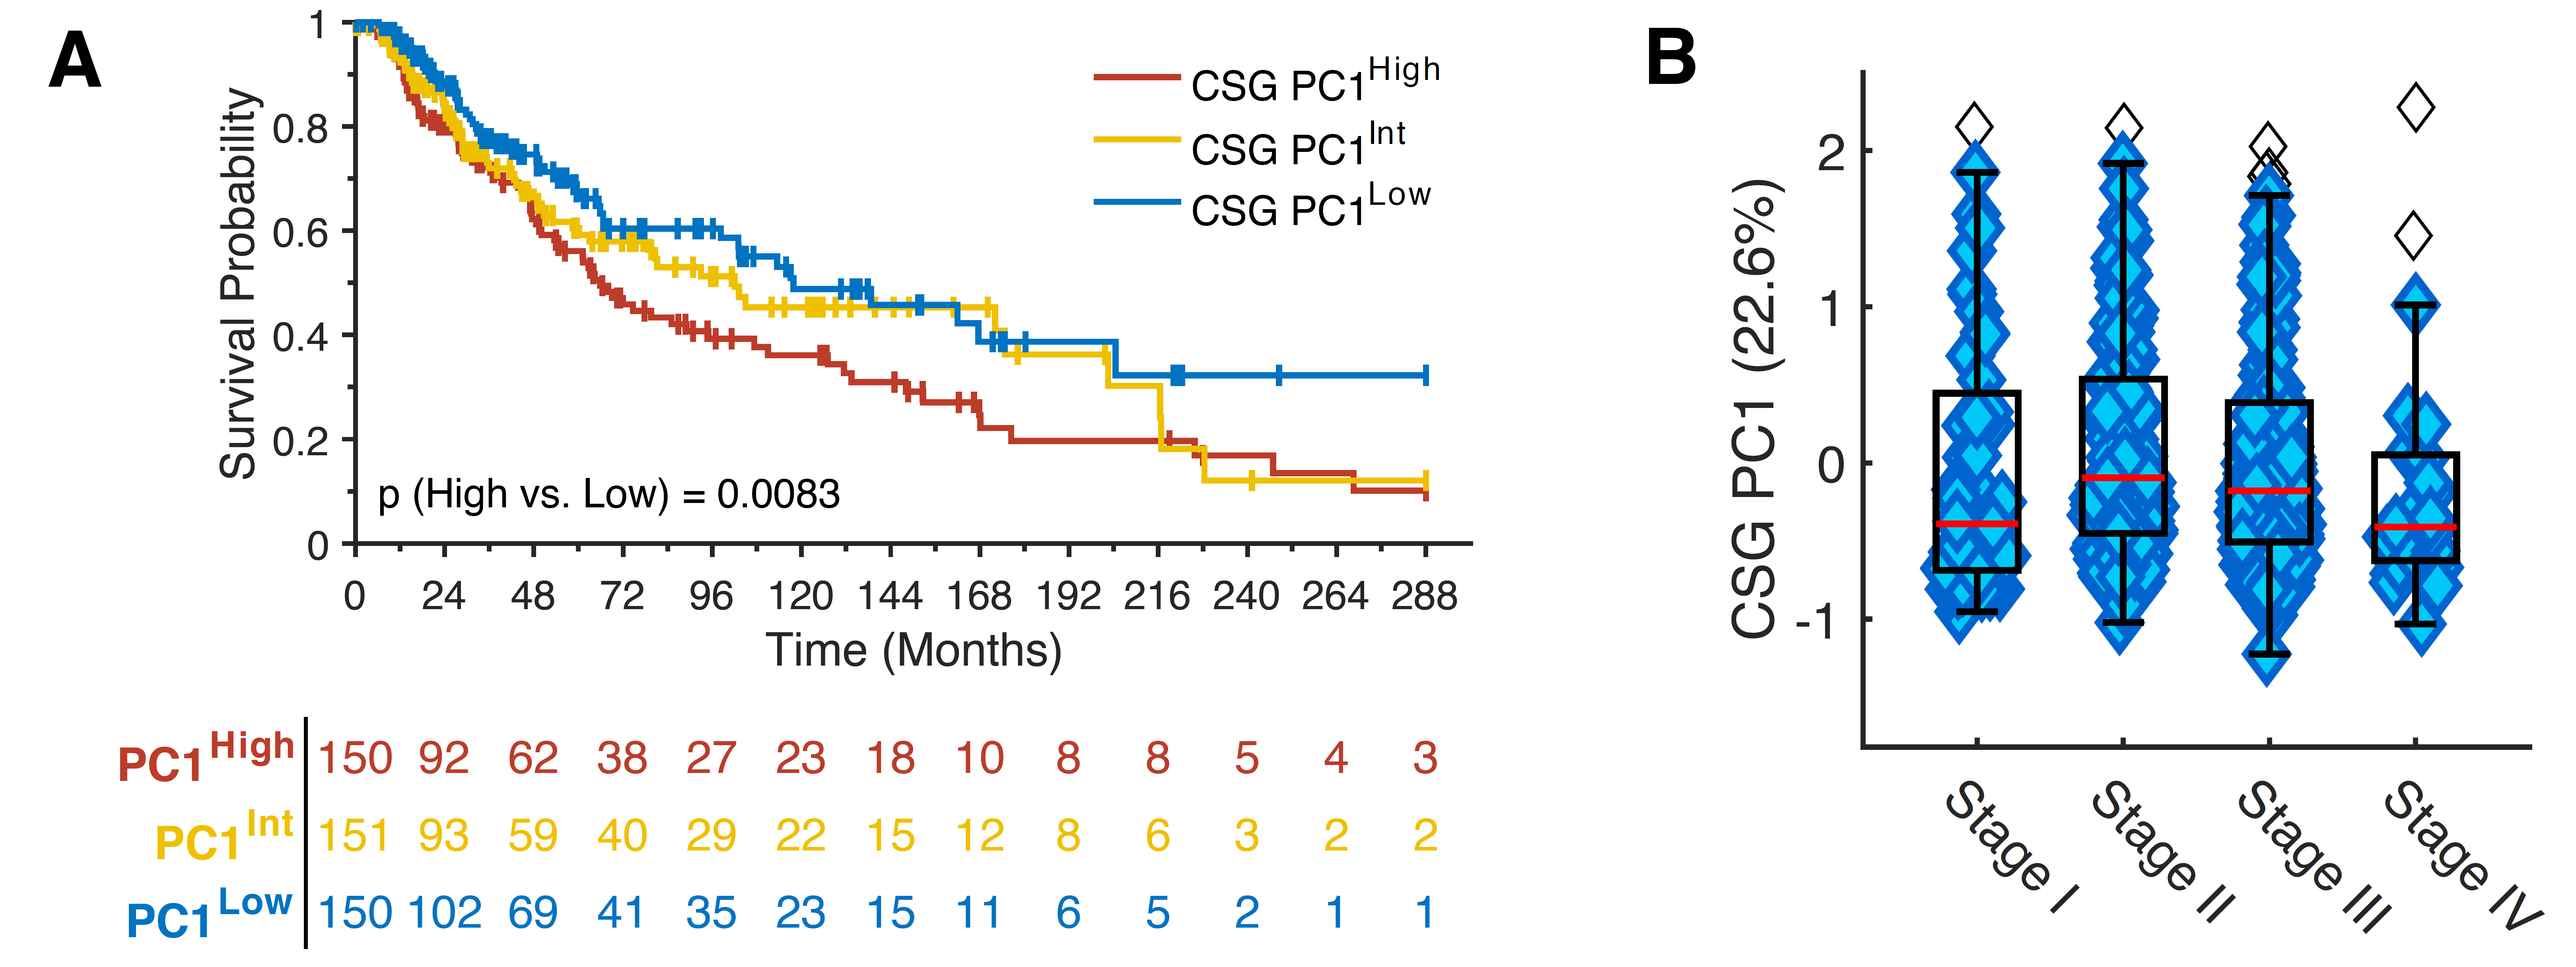 A
Survival Probability
1
0.8
0.6
0.4
0.2
0
CSG PC1High
CSG PC1Int
CSG PC1Low
p (High vs. Low) = 0.0083
0 24 48 72 96 120 144 168 192 216 240 264 288
Time (Months)
PC1High 150 92 62 38 27 23 18 10 8 8 5 4 3
PC1Int 151 93 59 40 29 22 15 12 8 6 3 2 2
PC1Low 150 102 69 41 35 23 15 11 6 5 2 1 1
B
CSG PC1 (22.6%)
2
1
0
-1
Stage I
Stage II
Stage III
Stage IV